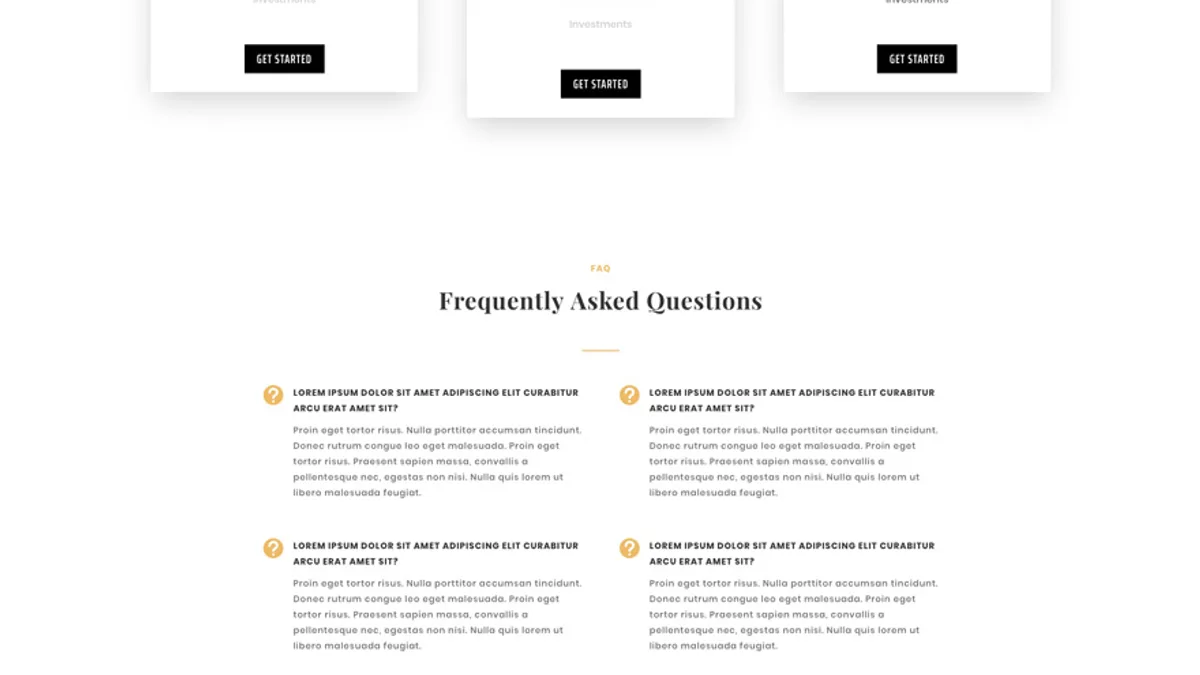 Investments
Investments
Investments
GET STARTED
GET STARTED
GET STARTED
FAQ
Frequently Asked Questions
LOREM IPSUM DOLOR SIT AMET ADIPISCING ELIT CURABITUR
ARCU ERAT AMET SIT?
Proin eget tortor risus. Nulla porttitor accumsan tincidunt.
Donec rutrum congue leo eget malesuada. Proin eget
tortor risus. Praesent sapien massa, convallis a
pellentesque nec, egestas non nisi. Nulla quis lorem ut
libero malesuada feugiat.
LOREM IPSUM DOLOR SIT AMET ADIPISCING ELIT CURABITUR
ARCU ERAT AMET SIT?
Proin eget tortor risus. Nulla porttitor accumsan tincidunt.
Donec rutrum congue leo eget malesuada. Proin eget
tortor risus. Praesent sapien massa, convallis a
pellentesque nec, egestas non nisi. Nulla quis lorem ut
libero malesuada feugiat.
LOREM IPSUM DOLOR SIT AMET ADIPISCING ELIT CURABITUR
ARCU ERAT AMET SIT?
Proin eget tortor risus. Nulla porttitor accumsan tincidunt.
Donec rutrum congue leo eget malesuada. Proin eget
tortor risus. Praesent sapien massa, convallis a
pellentesque nec, egestas non nisi. Nulla quis lorem ut
libero malesuada feugiat.
LOREM IPSUM DOLOR SIT AMET ADIPISCING ELIT CURABITUR
ARCU ERAT AMET SIT?
Proin eget tortor risus. Nulla porttitor accumsan tincidunt.
Donec rutrum congue leo eget malesuada. Proin eget
tortor risus. Praesent sapien massa, convallis a
pellentesque nec, egestas non nisi. Nulla quis lorem ut
libero malesuada feugiat.